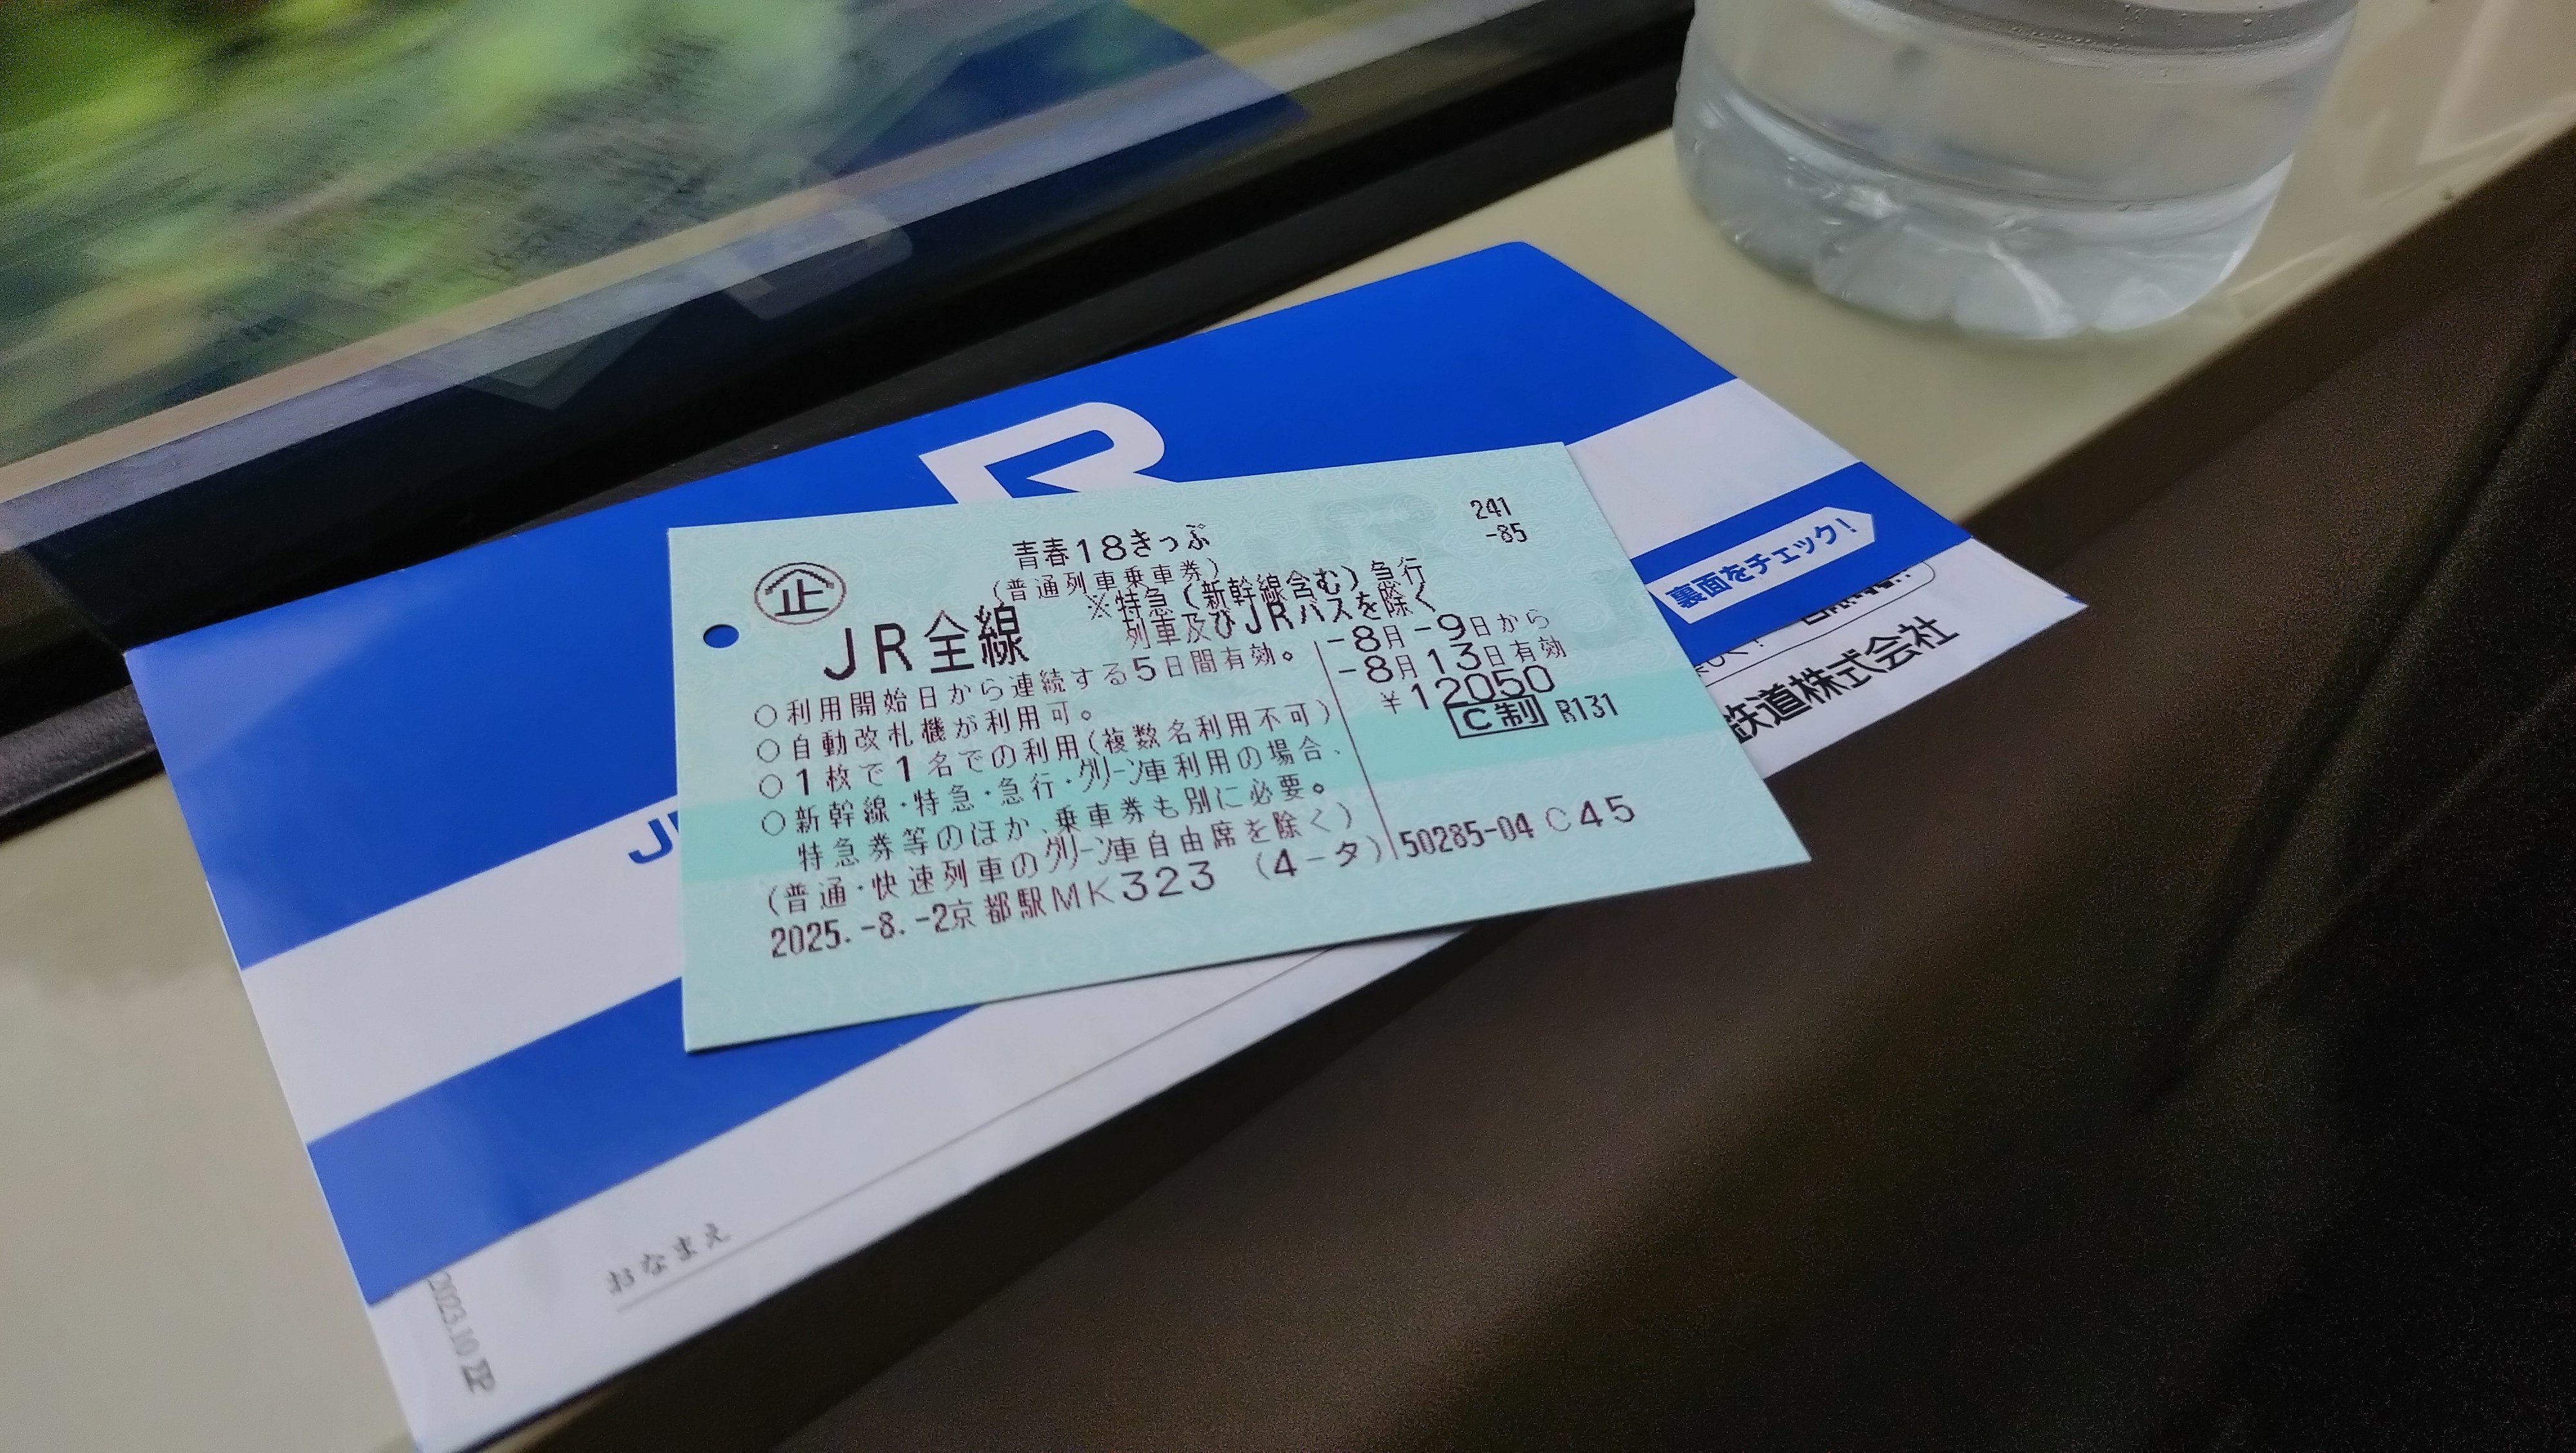 R
青春18きっぷ
241
-85
(普通列車乗車券)
※特急(新幹線含む)急行
列車及びJRバスを除く
JR全線
-8月-9日から
-8月13日有効
○利用開始日から連続する5日間有効。
¥12050
○自動改札機が利用可。
C制 R131
○1枚で1名での利用(複数名利用不可)
○新幹線・特急・急行・グリーン車利用の場合、
特急券等のほか、乗車券も別に必要。
(普通・快速列車のグリーン車自由席を除く)
2025.-8.-2京都駅MK323 (4-タ)
50285-04 C45
裏面をチェック!
鉄道株式会社
おなまえ
2023.10 EP